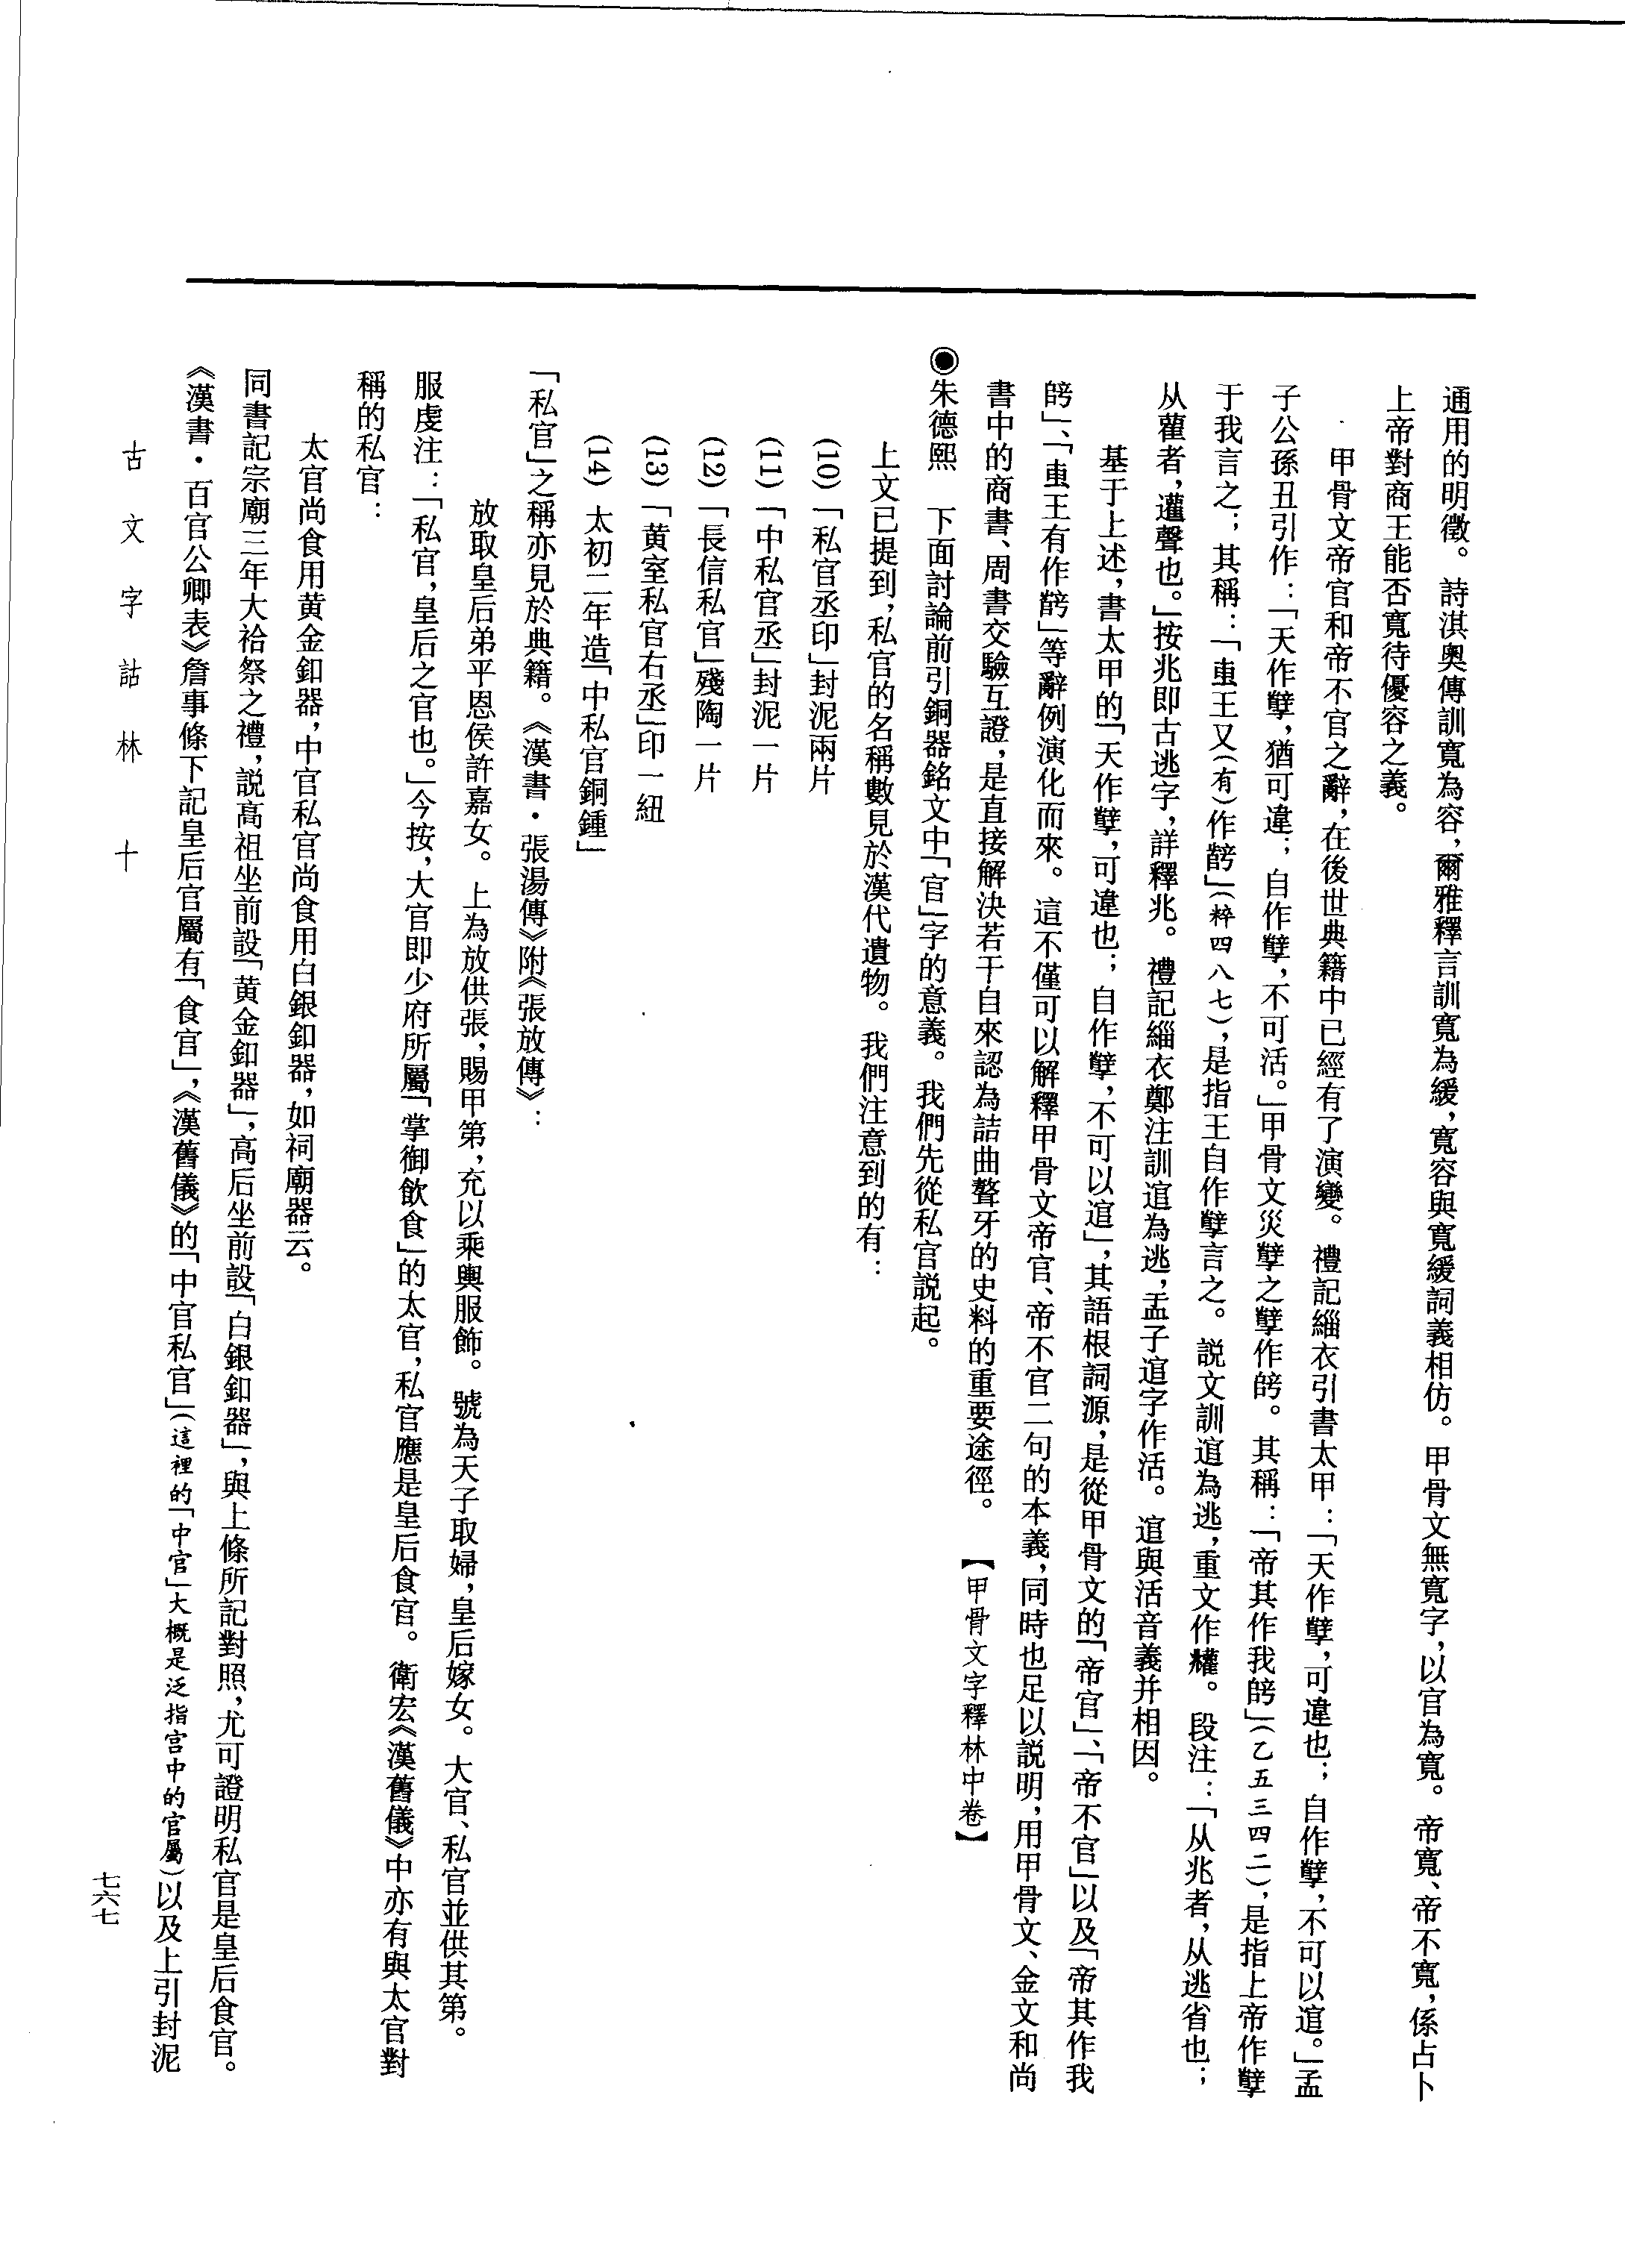 通用的明徵。詩淇奧傳訓寬為容，爾雅釋言訓寬為緩，寬容與寬緩詞義相仿。甲骨文無寬字，以官為寬。帝寬、帝不寬，係占卜
上帝對商王能否寬待優容之義。
甲骨文帝官和帝不官之辭，在後世典籍中已經有了演變。禮記緇衣引書太甲：「天作孽，可違也；自作孽，不可以逭。」孟
子公孫丑引作：「天作孽，猶可違；自作孽，不可活。」甲骨文災孽之孽作𠱠。其稱：「帝其作我𠱠」（乙五三四二），是指上帝作孽
于我言之；其稱：「叀王又（有）作𠱠」（粹四八七），是指王自作孽言之。說文訓逭為逃，重文作爟。段注：「从兆者，从逃省也；
从雚者，灌聲也。」按兆即古逃字，詳釋兆。禮記緇衣鄭注訓逭為逃，孟子逭字作活。逭與活音義并相因。
基于上述，書太甲的「天作孽，可違也；自作孽，不可以逭」，其語根詞源，是從甲骨文的「帝官」、「帝不官」以及「帝其作我
𠱠」、「叀王有作𠱠」等辭例演化而來。這不僅可以解釋甲骨文帝官、帝不官二句的本義，同時也足以說明，用甲骨文、金文和尚
書中的商書、周書交驗互證，是直接解決若干自來認為詰曲聱牙的史料的重要途徑。　【甲骨文字釋林中卷】
◉朱德熙　下面討論前引銅器銘文中「官」字的意義。我們先從私官說起。
上文已提到，私官的名稱數見於漢代遺物。我們注意到的有：
(10)「私官丞印」封泥兩片
(11)「中私官丞」封泥一片
(12)「長信私官」殘陶一片
(13)「黄室私官右丞」印一紐
(14) 太初二年造「中私官銅鍾」
「私官」之稱亦見於典籍。《漢書・張湯傳》附《張放傳》：
放取皇后弟平恩侯許嘉女。上為放供張，賜甲第，充以乘輿服飾。號為天子取婦，皇后嫁女。大官、私官並供其第。
服虔注：「私官，皇后之官也。」今按，大官即少府所屬「掌御飲食」的太官，私官應是皇后食官。衛宏《漢舊儀》中亦有與太官對
稱的私官：
太官尚食用黄金釦器，中官私官尚食用白銀釦器，如祠廟器云。
同書記宗廟三年大祫祭之禮，說高祖坐前設「黄金釦器」，高后坐前設「白銀釦器」，與上條所記對照，尤可證明私官是皇后食官。
《漢書・百官公卿表》詹事條下記皇后官屬有「食官」，《漢舊儀》的「中官私官」（這裡的「中官」大概是泛指宫中的官屬）以及上引封泥
古文字詁林　十
七六七